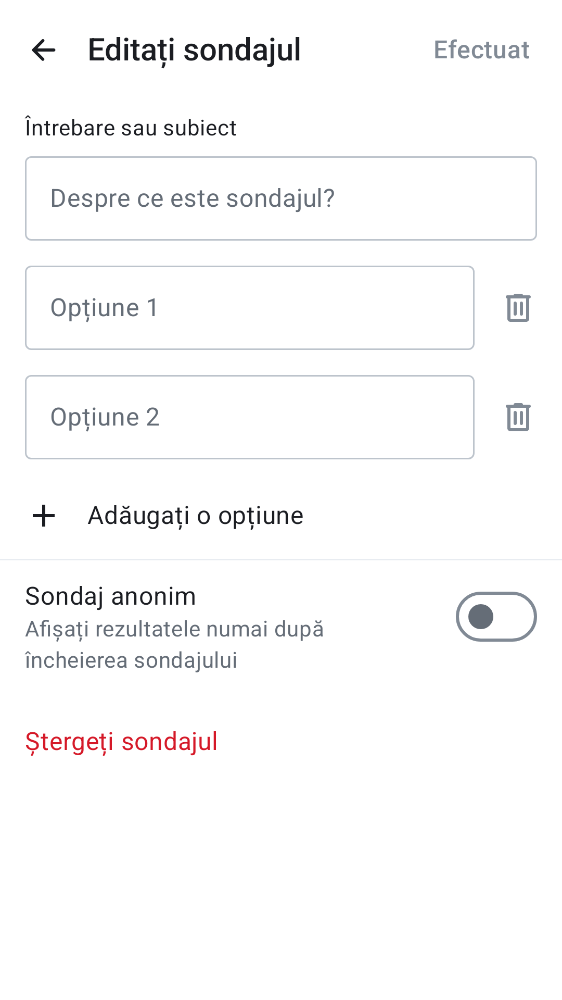 Editați sondajul
Efectuat
Întrebare sau subiect
Despre ce este sondajul?
Opțiune 1
Opțiune 2
Adăugați o opțiune
Sondaj anonim
Afișați rezultatele numai după
încheierea sondajului
Ștergeți sondajul